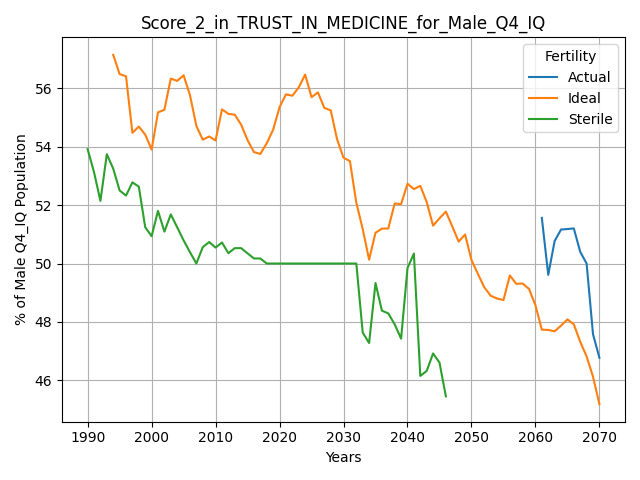 Score_2_in_TRUST_IN_MEDICINE_for_Male_Q4_IQ
Fertility
Actual
Ideal
Sterile
% of Male Q4_IQ Population
56
54
52
50
48
46
1990 2000 2010 2020 2030 2040 2050 2060 2070
Years